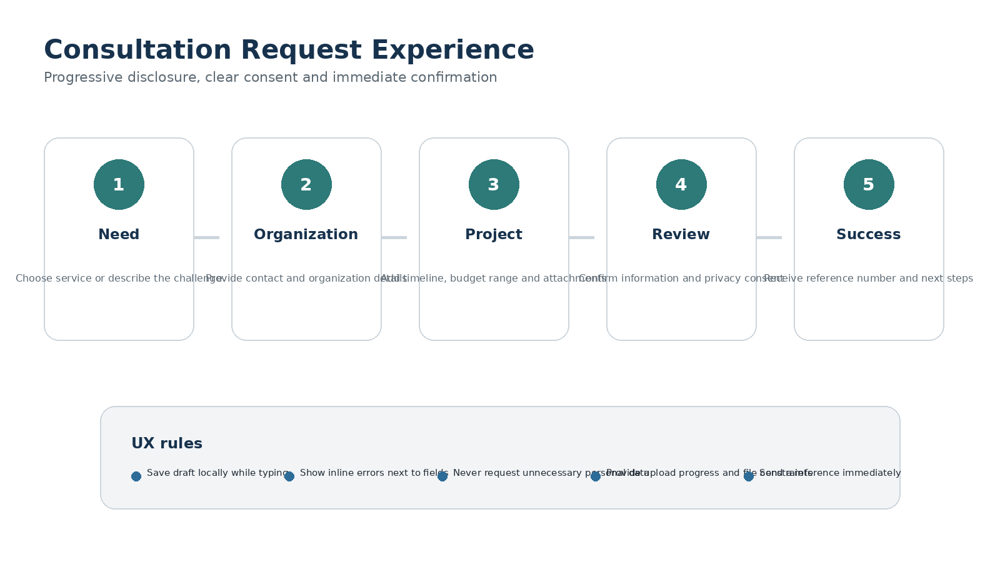 Consultation Request Experience
Progressive disclosure, clear consent and immediate confirmation
1
Need
Choose service or describe the challenge
2
Organization
Provide contact and organization details
3
Project
Add timeline, budget range and attachments
4
Review
Confirm information and privacy consent
5
Success
Receive reference number and next steps
UX rules
Save draft locally while typing
Show inline errors next to fields
Never request unnecessary personal data
Provide upload progress and file constraints
Send a reference immediately